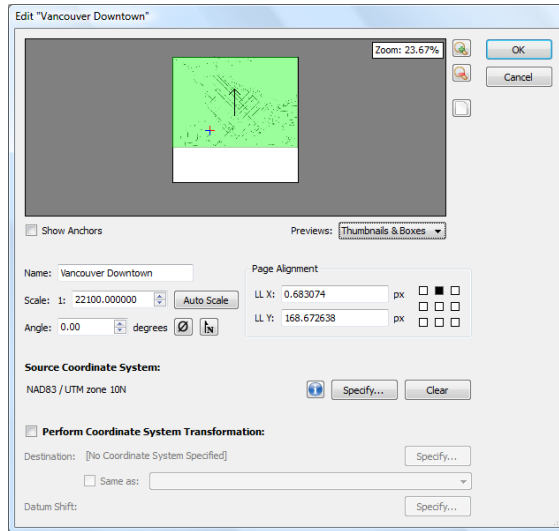 Edit "Vancouver Downtown"
Zoom: 23.67%
OK
Cancel
Show Anchors
Previews: Thumbnails & Boxes
Name: Vancouver Downtown
Scale: 1: 22100.000000 Auto Scale
Angle: 0.00 degrees Ø N
Page Alignment
LL X: 0.683074 px
LL Y: 168.672638 px
Source Coordinate System:
NAD83 / UTM zone 10N
Specify... Clear
Perform Coordinate System Transformation:
Destination: [No Coordinate System Specified] Specify...
Same as:
Datum Shift: Specify...